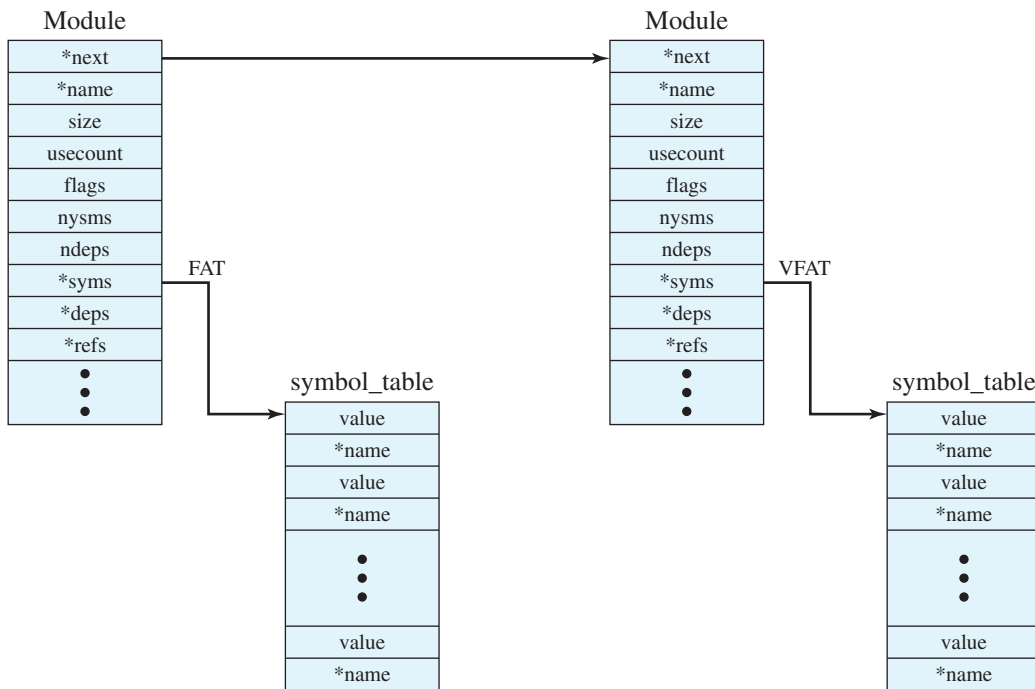 Module
*next
*name
size
usecount
flags
nysms
ndeps
*syms
*deps
*refs
FAT
symbol_table
value
*name
value
*name
value
*name
Module
*next
*name
size
usecount
flags
nysms
ndeps
*syms
*deps
*refs
VFAT
symbol_table
value
*name
value
*name
value
*name